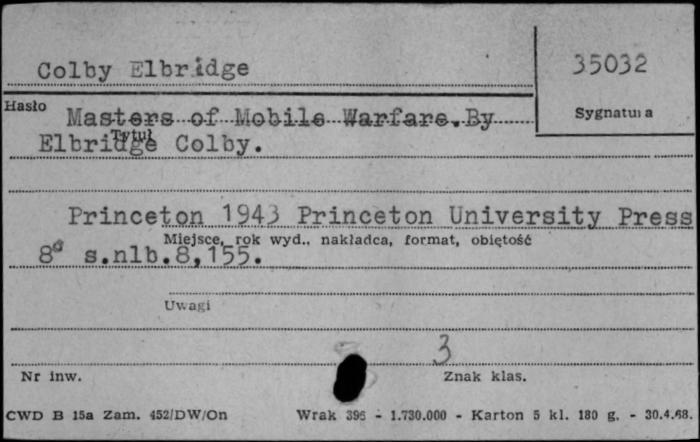 Colby Elbridge
35032
Hasło
Sygnatura
Masters of Mobile Warfare. By
Tytuł
Elbridge Colby.
Princeton 1943 Princeton University Press
Miejsce, rok wyd., nakładca, format, objętość
8° s.nlb.8,155.
Uwagi
3
Nr inw.
Znak klas.
CWD B 15a Zam. 452/DW/On Wrak 396 - 1.730.000 - Karton 5 kl. 180 g. - 30.4.68.